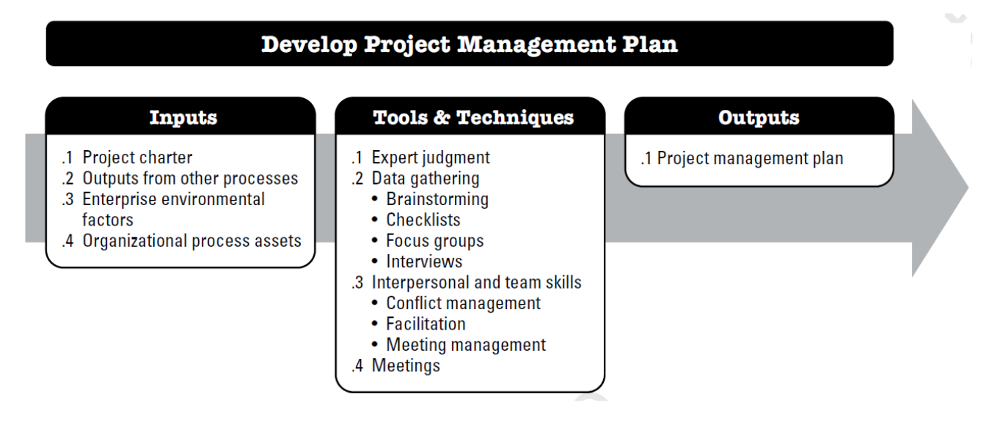 Develop Project Management Plan
Inputs
.1 Project charter
.2 Outputs from other processes
.3 Enterprise environmental
factors
.4 Organizational process assets
Tools & Techniques
.1 Expert judgment
.2 Data gathering
• Brainstorming
• Checklists
• Focus groups
• Interviews
.3 Interpersonal and team skills
• Conflict management
• Facilitation
• Meeting management
.4 Meetings
Outputs
.1 Project management plan